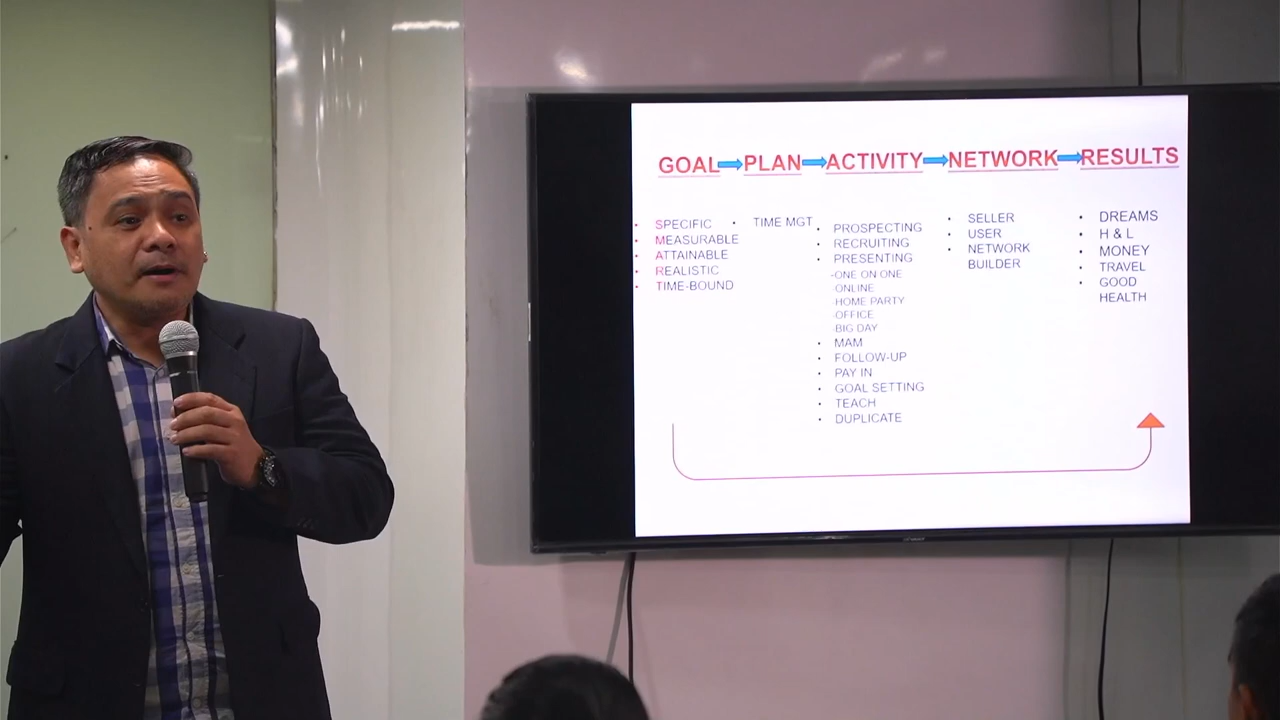 GOAL PLAN ACTIVITY NETWORK RESULTS
SPECIFIC
MEASURABLE
ATTAINABLE
REALISTIC
TIME-BOUND
TIME MGT
PROSPECTING
RECRUITING
PRESENTING
-ONE ON ONE
ONLINE
HOME PARTY
OFFICE
BIG DAY
MAM
FOLLOW-UP
PAY IN
GOAL SETTING
TEACH
DUPLICATE
SELLER
USER
NETWORK
BUILDER
DREAMS
H & L
MONEY
TRAVEL
GOOD
HEALTH